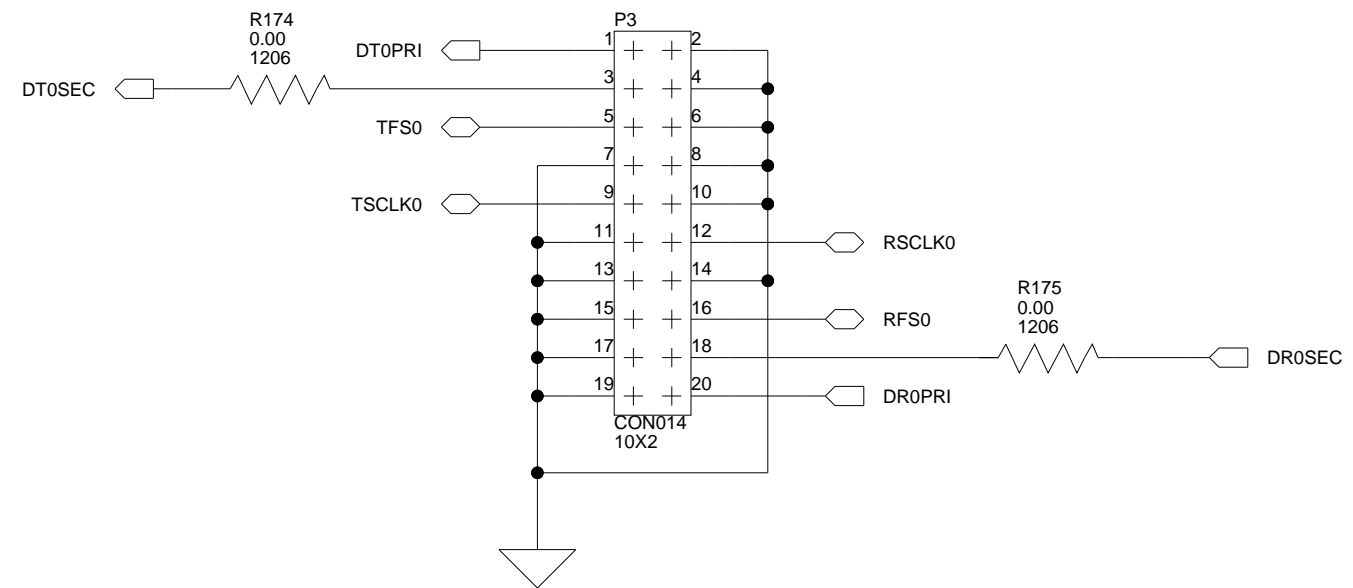 R174
0.00
1206
P3
DT0PRI
1
2
DT0SEC
3
4
TFS0
5
6
7
8
TSCLK0
9
10
11
12
RSCLK0
13
14
R175
0.00
1206
15
16
RFS0
17
18
DR0SEC
19
20
DR0PRI
CON014
10X2